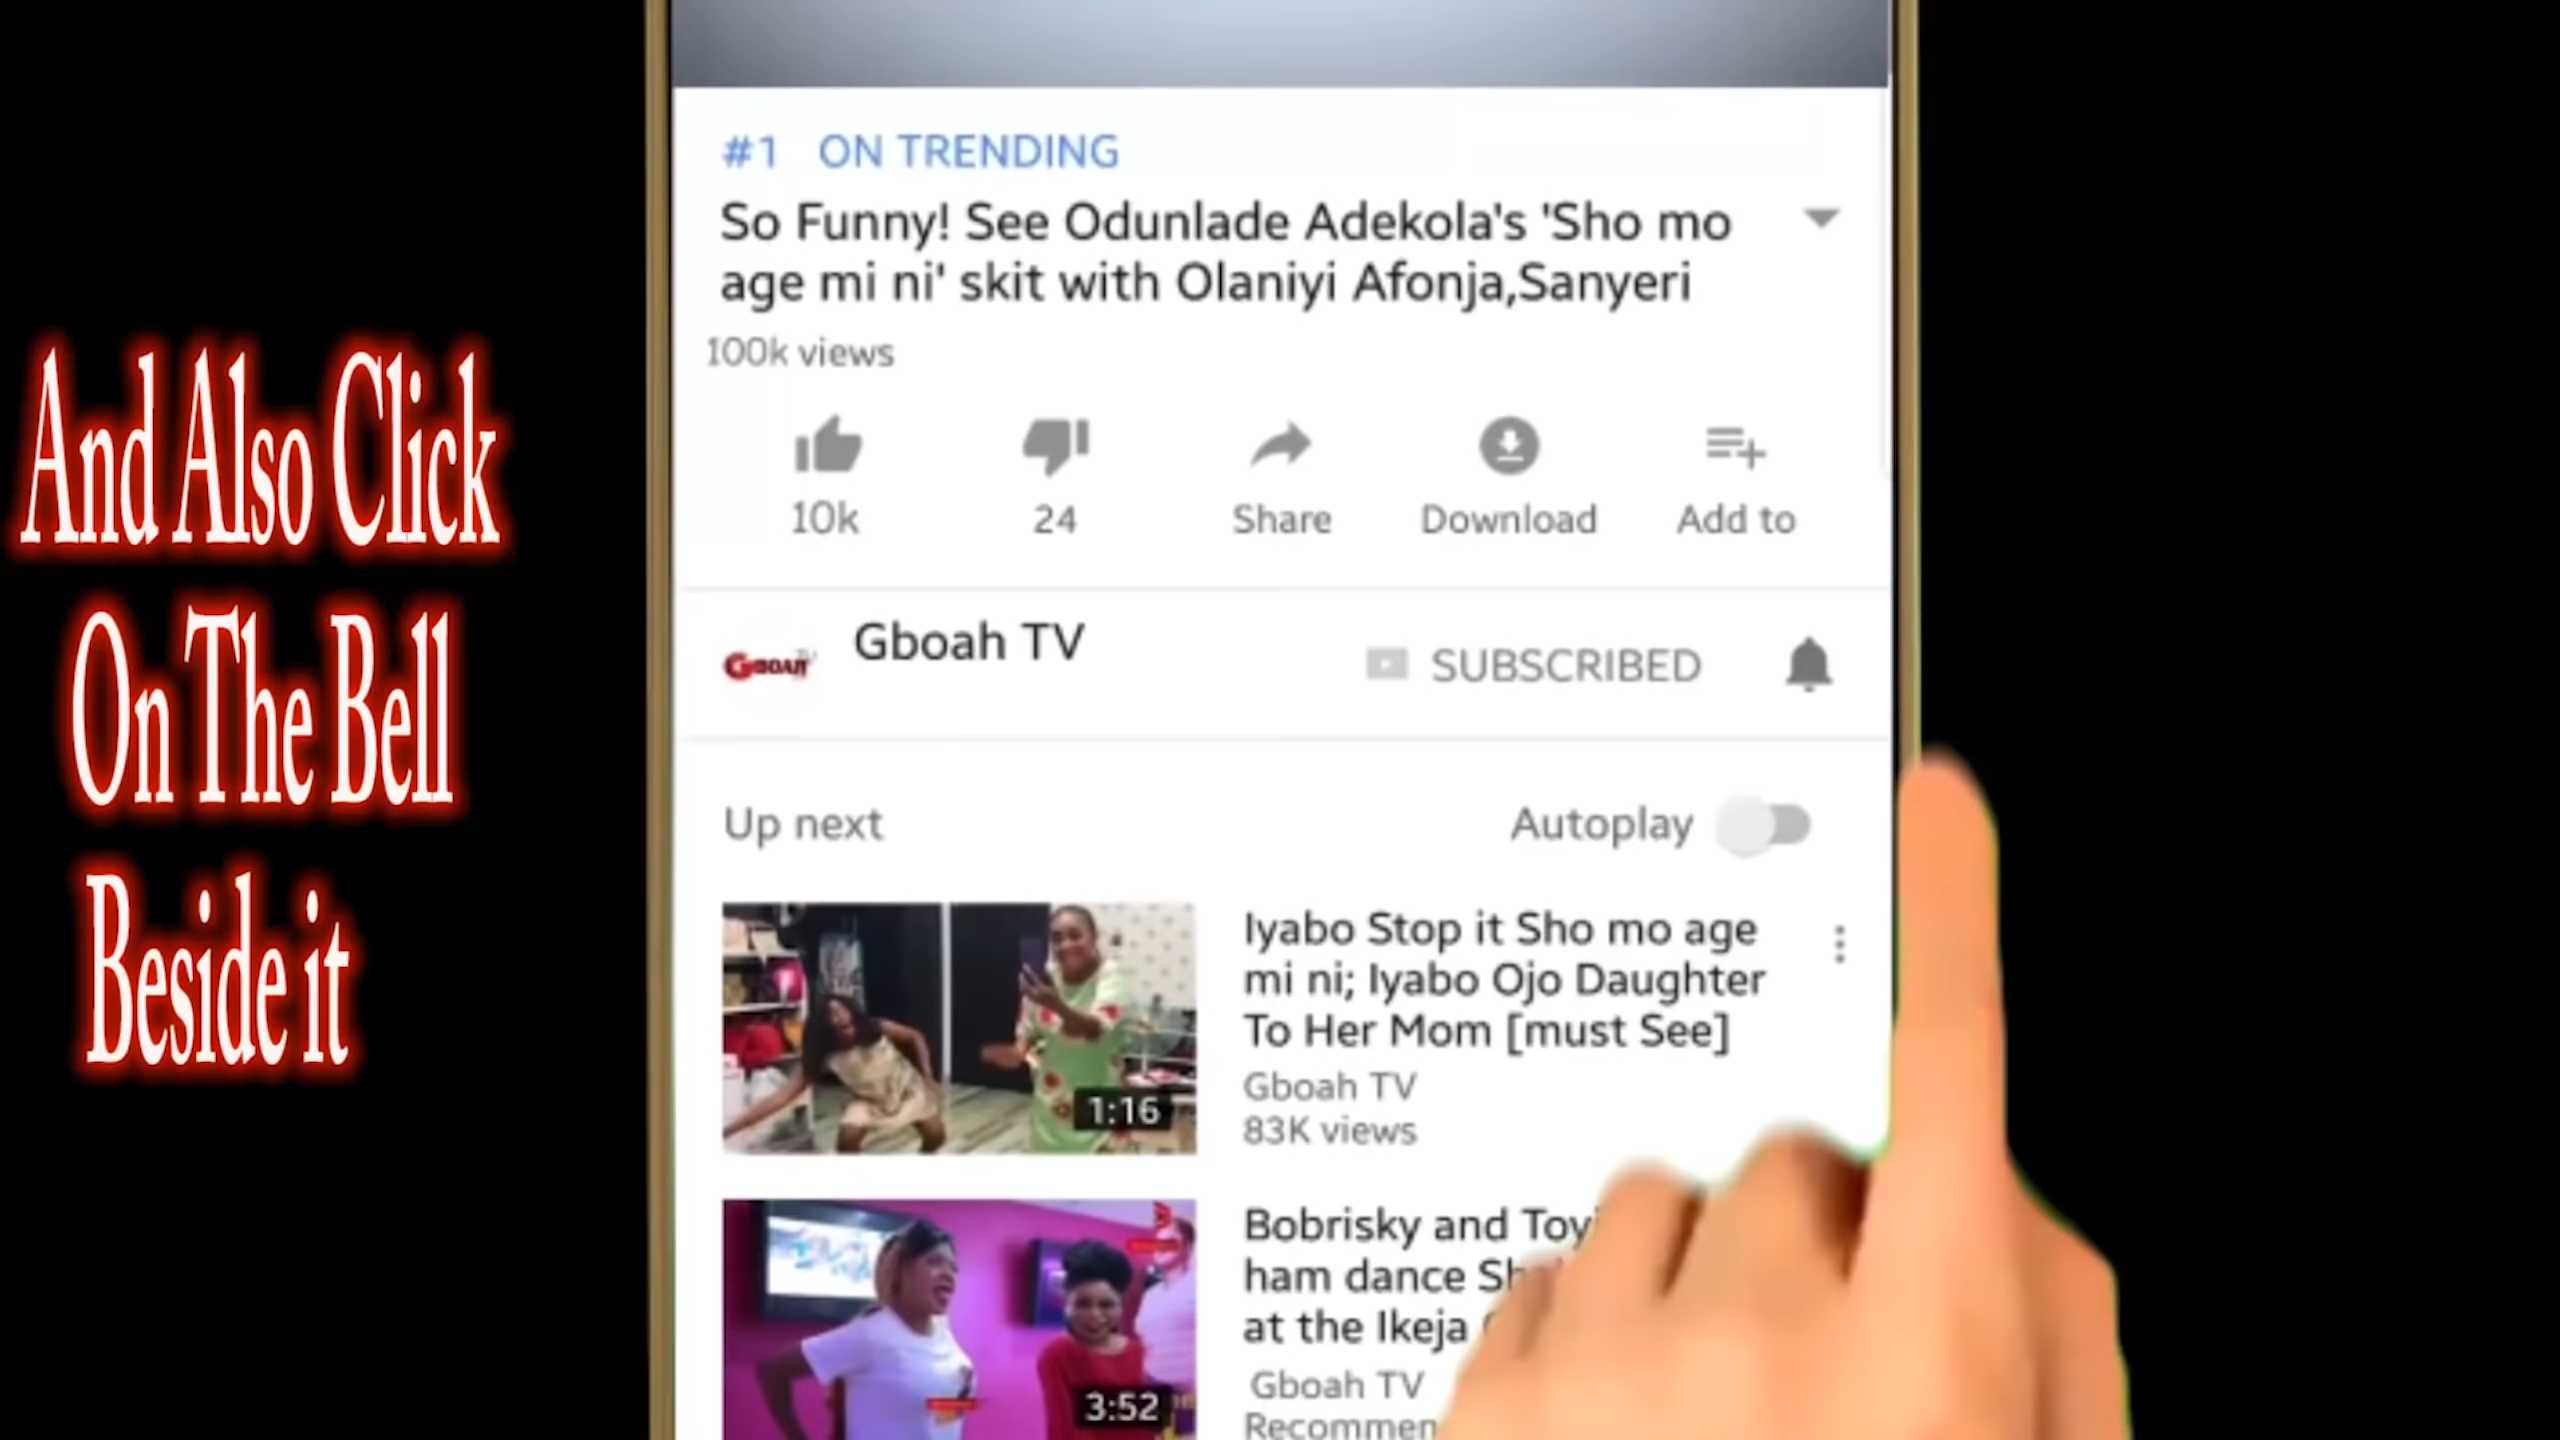 And Also Click
On The Bell
Beside it
#1 ON TRENDING
So Funny! See Odunlade Adekola's 'Sho mo
age mi ni' skit with Olaniyi Afonja,Sanyeri
100k views
10k
24
Share
Download
Add to
GBOAH TV
Gboah TV
SUBSCRIBED
Up next
Autoplay
1:16
Iyabo Stop it Sho mo age
mi ni; Iyabo Ojo Daughter
To Her Mom [must See]
Gboah TV
83K views
3:52
Bobrisky and
ham dance
at the Ikeja
Gboah TV